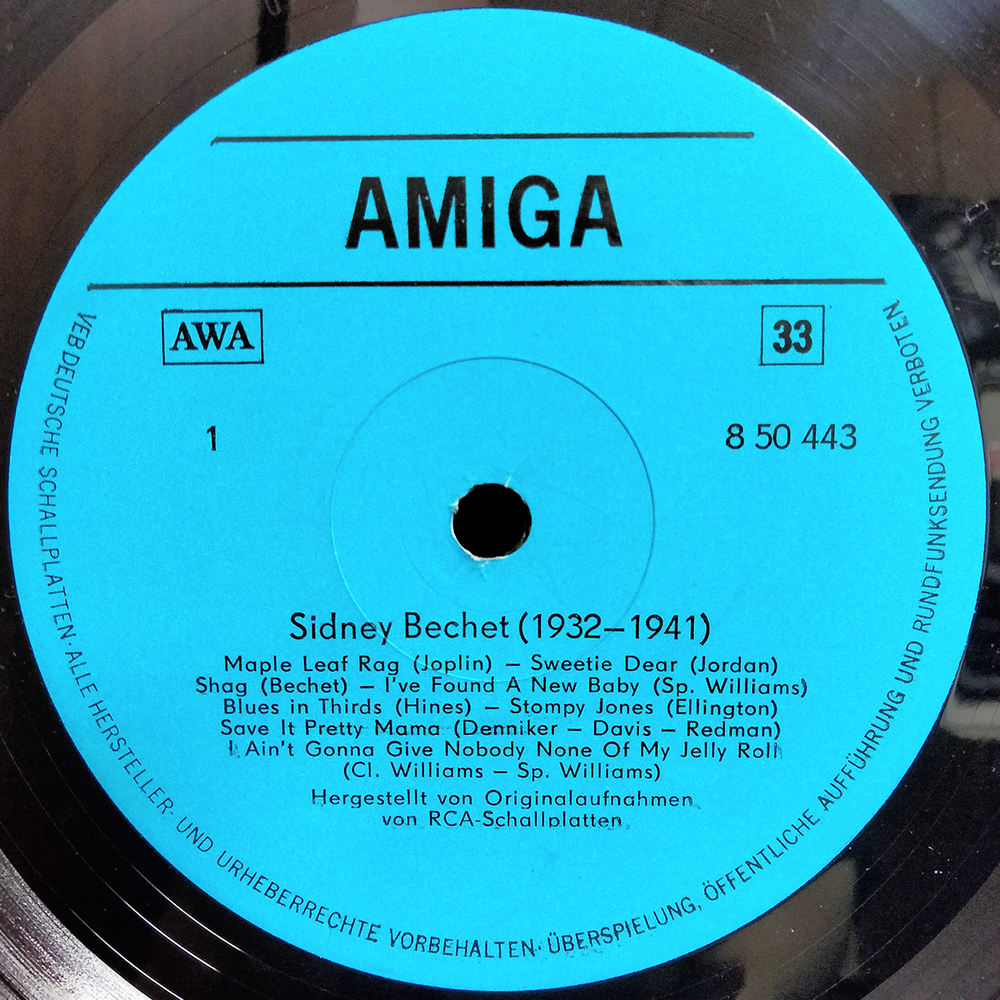 AMIGA
AWA
33
1
8 50 443
Sidney Bechet (1932–1941)
Maple Leaf Rag (Joplin) – Sweetie Dear (Jordan)
Shag (Bechet) – I've Found A New Baby (Sp. Williams)
Blues in Thirds (Hines) – Stompy Jones (Ellington)
Save It Pretty Mama (Denniker – Davis – Redman)
I Ain't Gonna Give Nobody None Of My Jelly Roll
(Cl. Williams – Sp. Williams)
Hergestellt von Originalaufnahmen
von RCA-Schallplatten
VEB DEUTSCHE SCHALLPLATTEN · ALLE HERSTELLER- UND URHEBERRECHTE VORBEHALTEN · ÜBERSPIELUNG, ÖFFENTLICHE AUFFÜHRUNG UND RUNDFUNKSENDUNG VERBOTEN